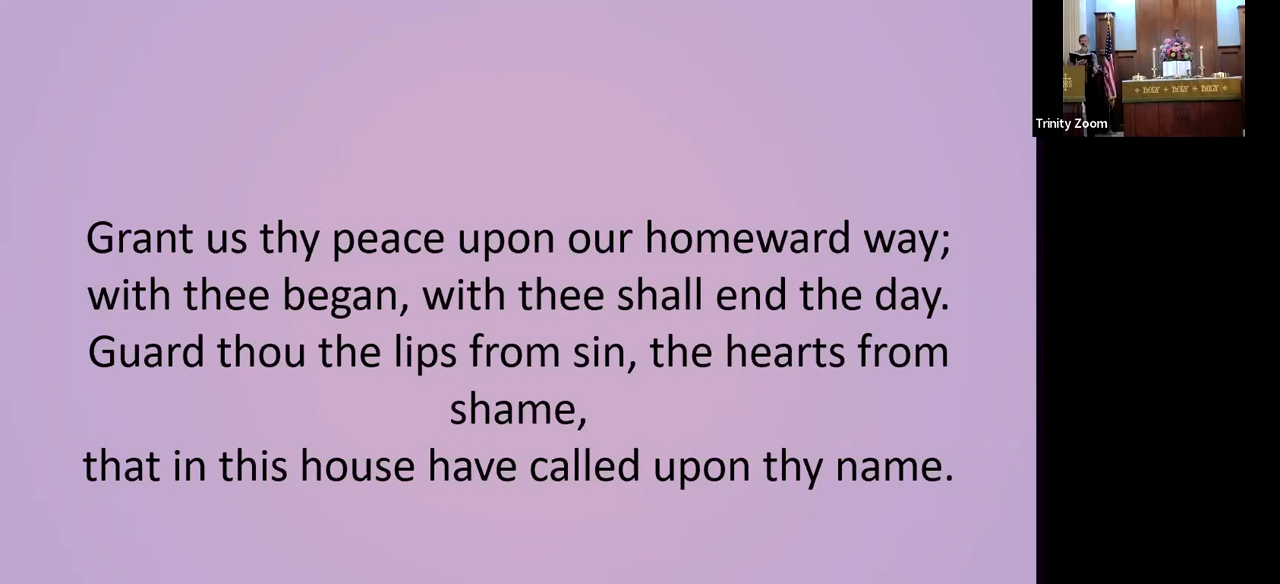 Grant us thy peace upon our homeward way;
with thee began, with thee shall end the day.
Guard thou the lips from sin, the hearts from
shame,
that in this house have called upon thy name.
Trinity Zoom
HOLY + HOLY + HOLY